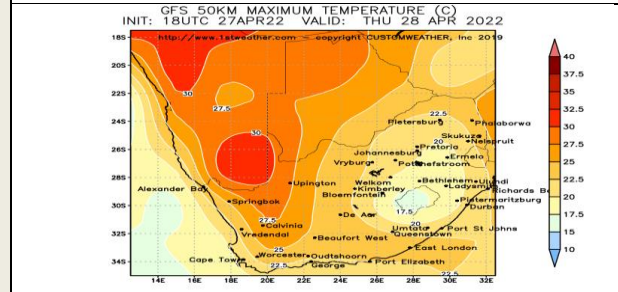 GFS 50KM MAXIMUM TEMPERATURE (C)
INIT: 18UTC 27APR22 VALID: THU 28 APR 2022
http://www.1stweather.com copyright CUSTOMWEATHER, Inc 2019
18S
20S
22S
24S
26S
28S
30S
32S
34S
30
27.5
30
22.5
Pietersburg
Phalaborwa
Skukuza
20
Nelspruit
Pretoria
Johannesburg
Ermelo
Vryburg
Potchefstroom
Welkom
Bethlehem
Ulundi
Alexander Bay
Upington
Kimberley
Ladysmith
Richards Ba
Bloemfontein
Springbok
Pietermaritzburg
17.5
Durban
De Aar
27.5
Calvinia
20
Umtata
Port St Johns
Vredendal
Beaufort West
Queenstown
25
East London
Cape Town
Worcester
Oudtshoorn
22.5
George
Port Elizabeth
22.5
14E 16E 18E 20E 22E 24E 26E 28E 30E 32E
40
37.5
35
32.5
30
27.5
25
22.5
20
17.5
15
10